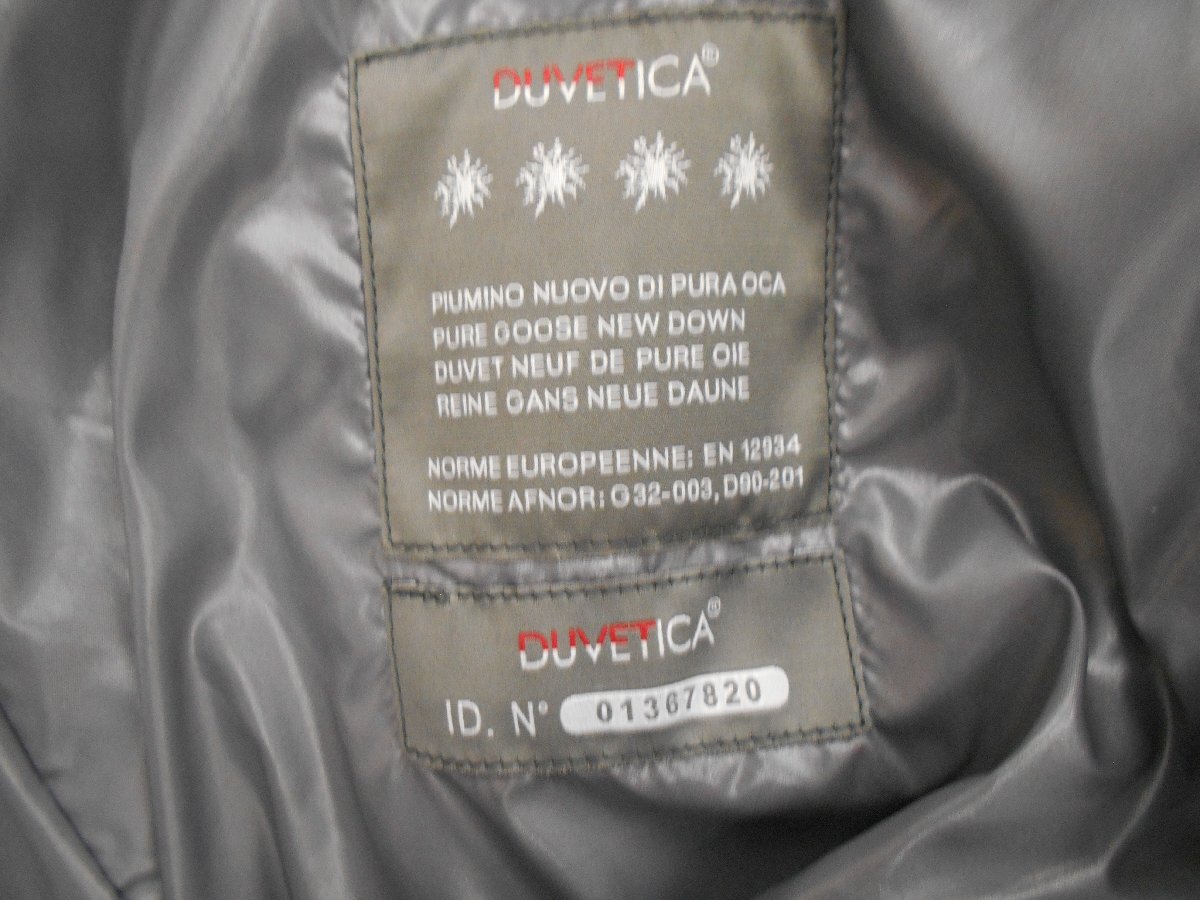 DUVETICA®
PIUMINO NUOVO DI PURA OCA
PURE GOOSE NEW DOWN
DUVET NEUF DE PURE OIE
REINE GANS NEUE DAUNE
NORME EUROPEENNE: EN 12934
NORME AFNOR: G32-003, D90-201
DUVETICA®
ID. N° 01367820